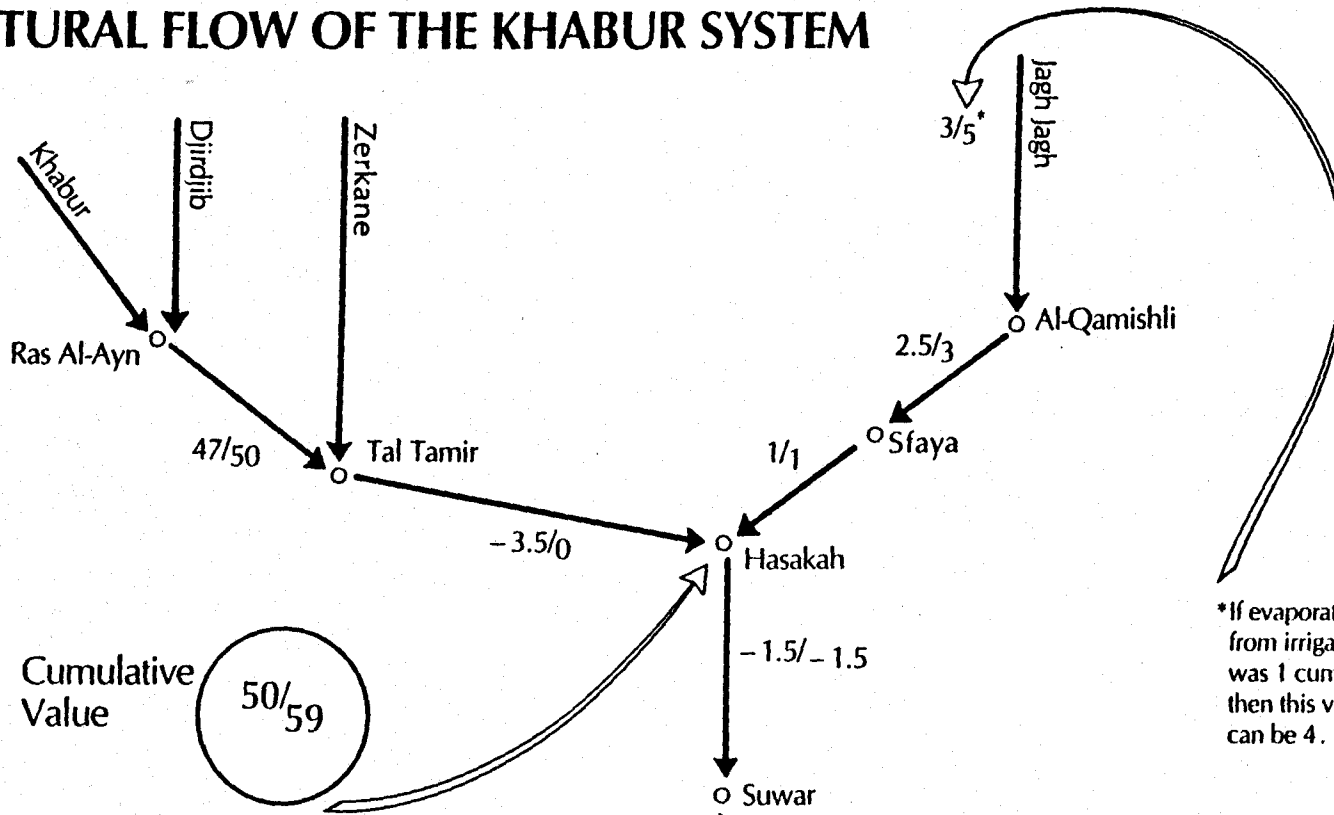 TURAL FLOW OF THE KHABUR SYSTEM
Khabur
Djirdjib
Zerkane
3/5*
Jagh Jagh
Ras Al-Ayn
2.5/3
Al-Qamishli
47/50
Tal Tamir
1/1
Sfaya
-3.5/0
Hasakah
Cumulative
Value
50/59
-1.5/-1.5
Suwar
*If evaporat
from irriga
was 1 cum
then this v
can be 4.